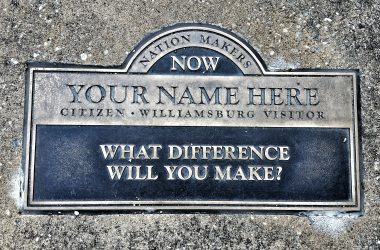 NATION MAKERS
NOW
YOUR NAME HERE
CITIZEN · WILLIAMSBURG VISITOR
WHAT DIFFERENCE
WILL YOU MAKE?